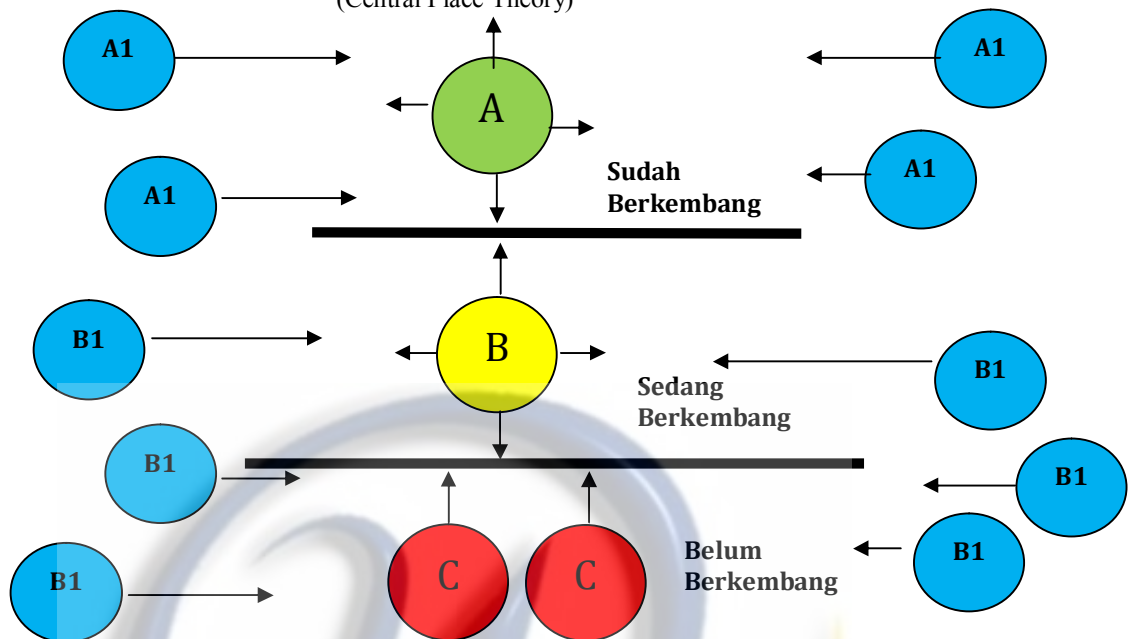 (Central Place Theory)
A1
A1
A
A1
A1
Sudah
Berkembang
B1
B
B1
Sedang
Berkembang
B1
B1
B1
B1
C
C
Belum
Berkembang